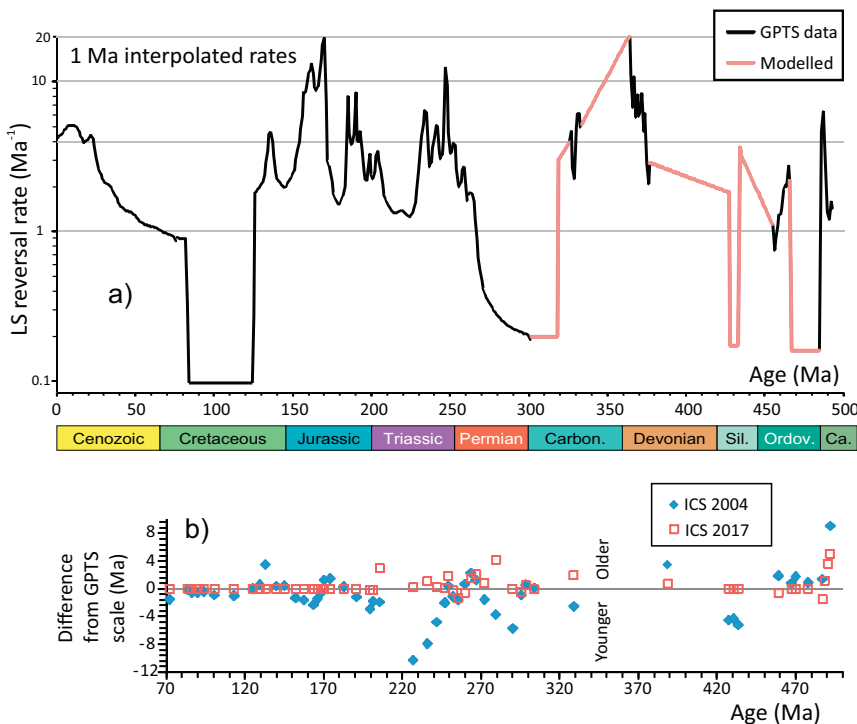 20
10
4
1
0.1
LS reversal rate (Ma⁻¹)
1 Ma interpolated rates
GPTS data
Modelled
a)
Age (Ma)
0 50 100 150 200 250 300 350 400 450 500
Cenozoic Cretaceous Jurassic Triassic Permian Carbon. Devonian Sil. Ordov. Ca.
b)
ICS 2004
ICS 2017
Difference
from GPTS
scale (Ma)
8
4
0
-4
-8
-12
Older
Younger
70 120 170 220 270 320 370 420 470
Age (Ma)